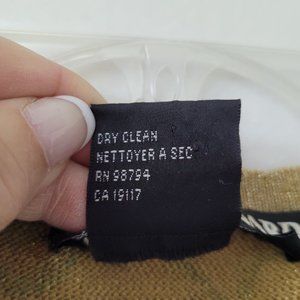 DRY CLEAN
NETTOYER A SEC
RN 98794
CA 19117